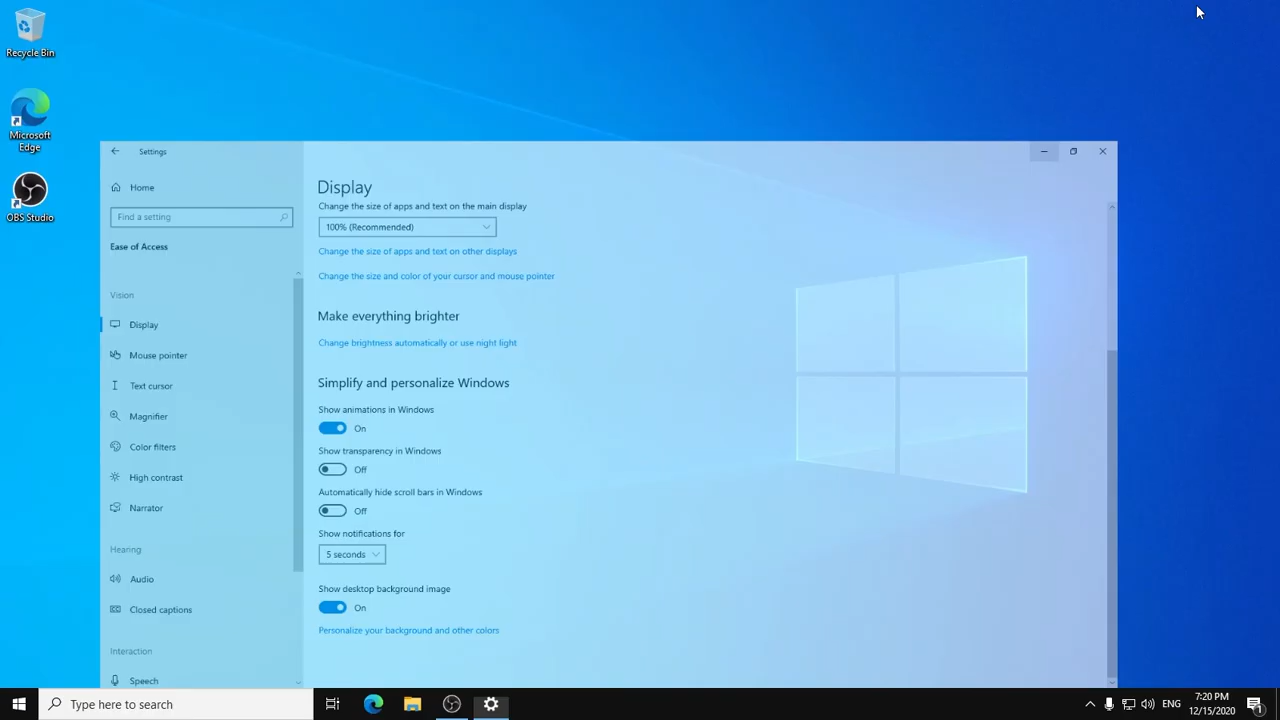 Recycle Bin
Microsoft
Edge
OBS Studio
Settings
Home
Find a setting
Ease of Access
Vision
Display
Mouse pointer
Text cursor
Magnifier
Color filters
High contrast
Narrator
Hearing
Audio
Closed captions
Interaction
Speech
Display
Change the size of apps and text on the main display
100% (Recommended)
Change the size of apps and text on other displays
Change the size and color of your cursor and mouse pointer
Make everything brighter
Change brightness automatically or use night light
Simplify and personalize Windows
Show animations in Windows
On
Show transparency in Windows
Off
Automatically hide scroll bars in Windows
Off
Show notifications for
5 seconds
Show desktop background image
On
Personalize your background and other colors
Type here to search
ENG
7:20 PM
12/15/2020
1